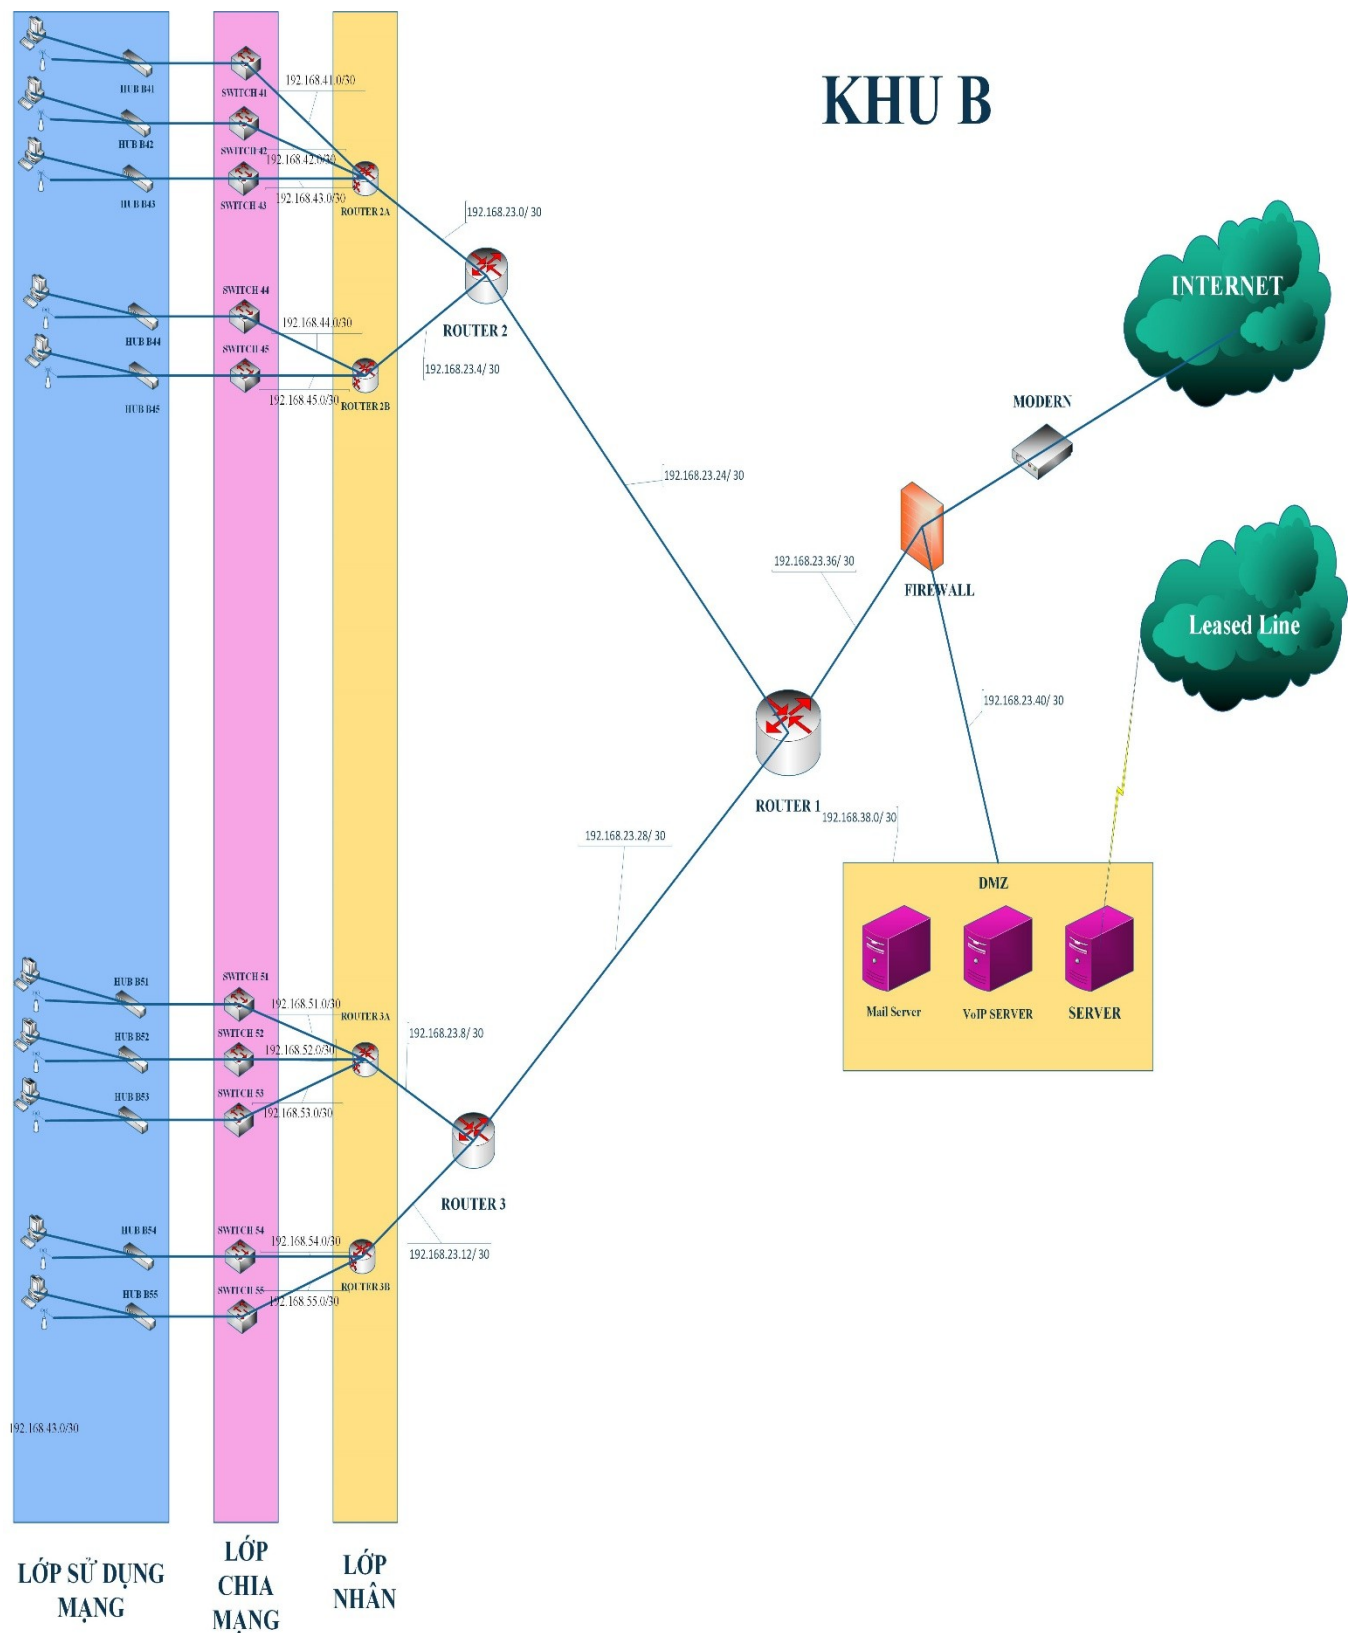 KHU B
HUB B41
SWITCH 41
192.168.41.0/30
HUB B42
SWITCH 42
192.168.42.0/30
HUB B43
SWITCH 43
192.168.43.0/30
ROUTER 2A
192.168.23.0/ 30
ROUTER 2
INTERNET
SWITCH 44
HUB B44
192.168.44.0/30
SWITCH 45
HUB B45
192.168.45.0/30
ROUTER 2B
192.168.23.4/ 30
MODERN
192.168.23.24/ 30
192.168.23.36/ 30
FIREWALL
Leased Line
192.168.23.40/ 30
ROUTER 1
192.168.38.0/ 30
192.168.23.28/ 30
DMZ
Mail Server
VoIP SERVER
SERVER
HUB B51
SWITCH 51
192.168.51.0/30
ROUTER 3A
HUB B52
SWITCH 52
192.168.52.0/30
192.168.23.8/ 30
HUB B53
SWITCH 53
192.168.53.0/30
ROUTER 3
HUB B54
SWITCH 54
192.168.54.0/30
192.168.23.12/ 30
HUB B55
SWITCH 55
192.168.55.0/30
ROUTER 3B
192.168.43.0/30
LỚP SỬ DỤNG
MẠNG
LỚP
CHIA
MẠNG
LỚP
NHÂN